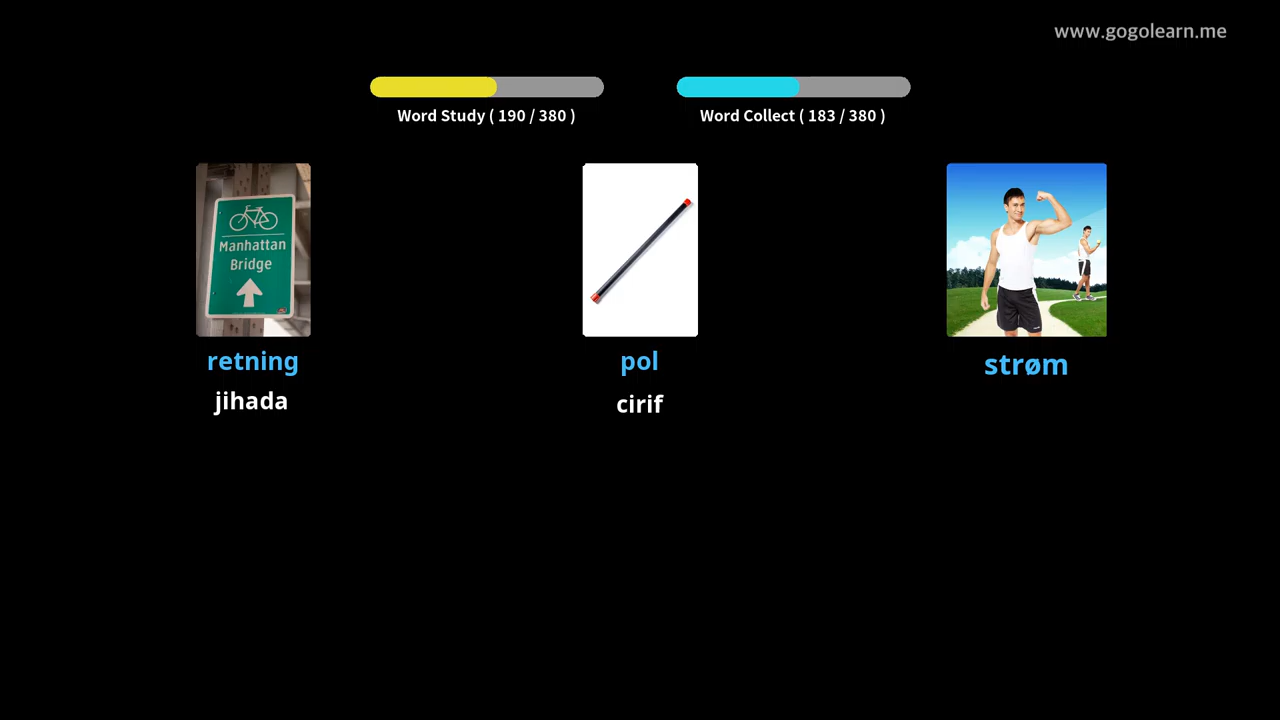 www.gogolearn.me
Word Study ( 190 / 380 )
Word Collect ( 183 / 380 )
Manhattan
Bridge
retning
jihada
pol
cirif
strøm